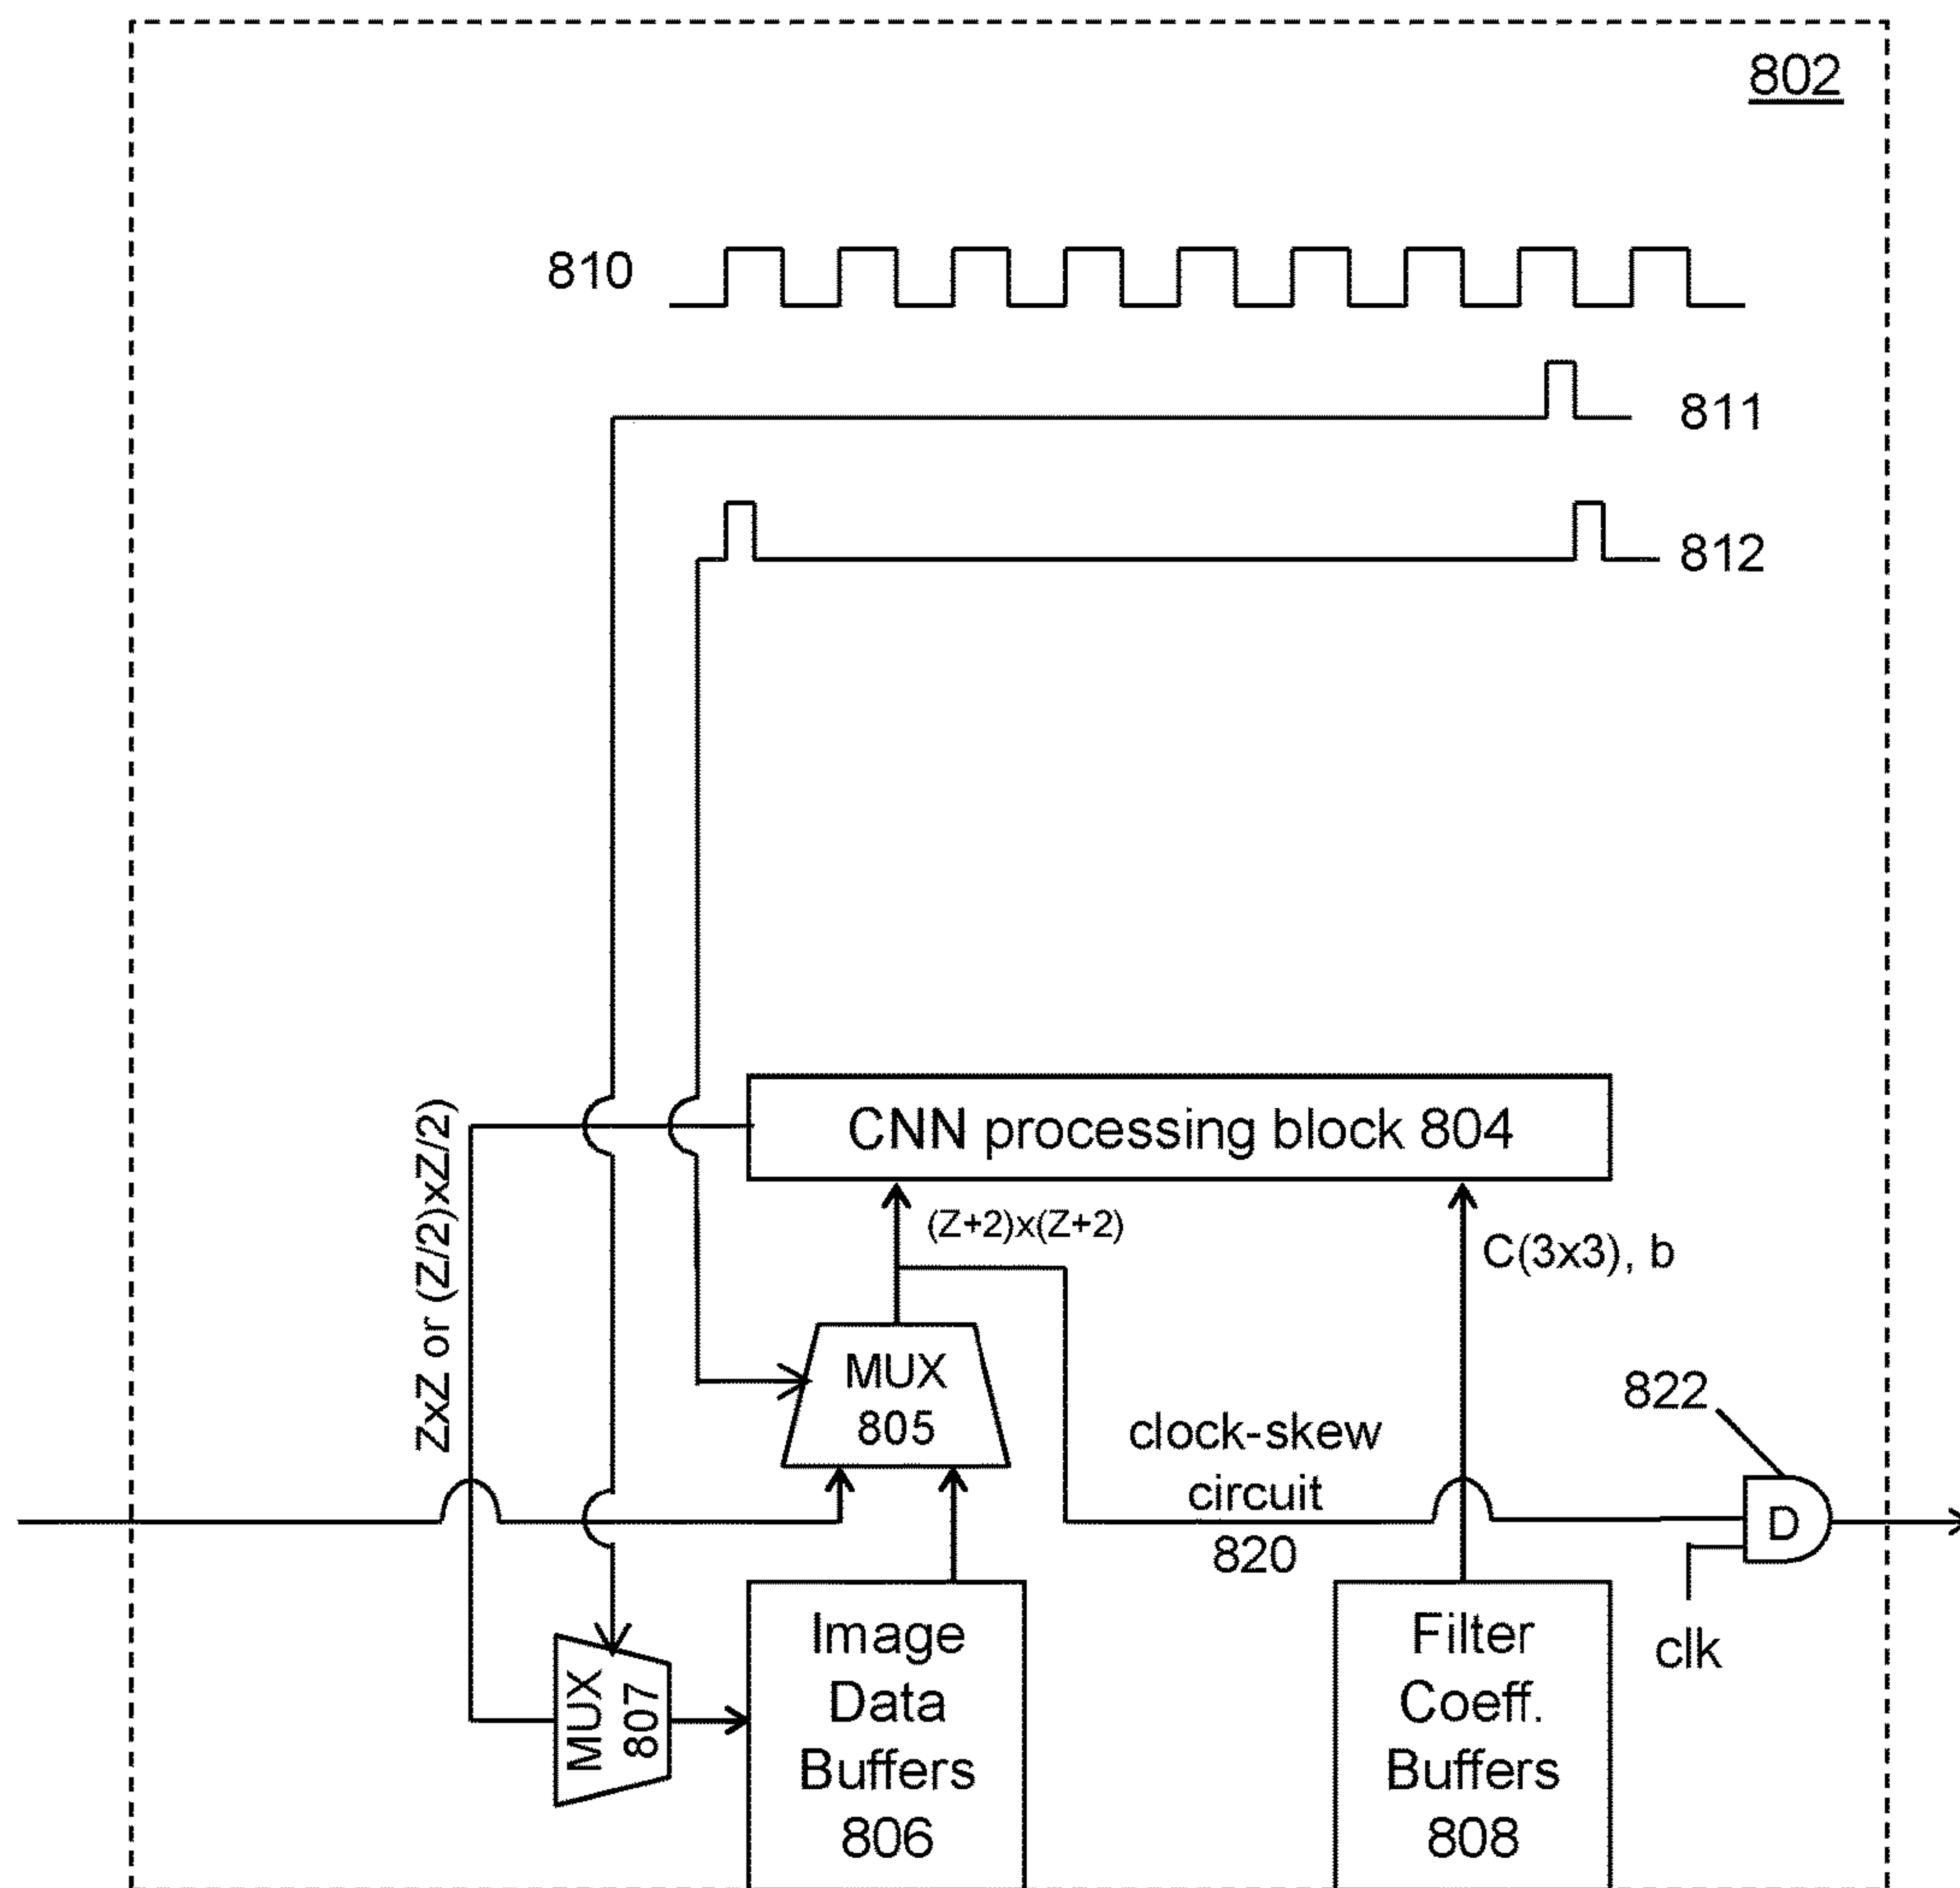 802
810
811
812
CNN processing block 804
ZxZ or (Z/2)xZ/2)
(Z+2)x(Z+2)
C(3x3), b
MUX
805
822
clock-skew
circuit
820
D
clk
MUX
807
Image
Data
Buffers
806
Filter
Coeff.
Buffers
808